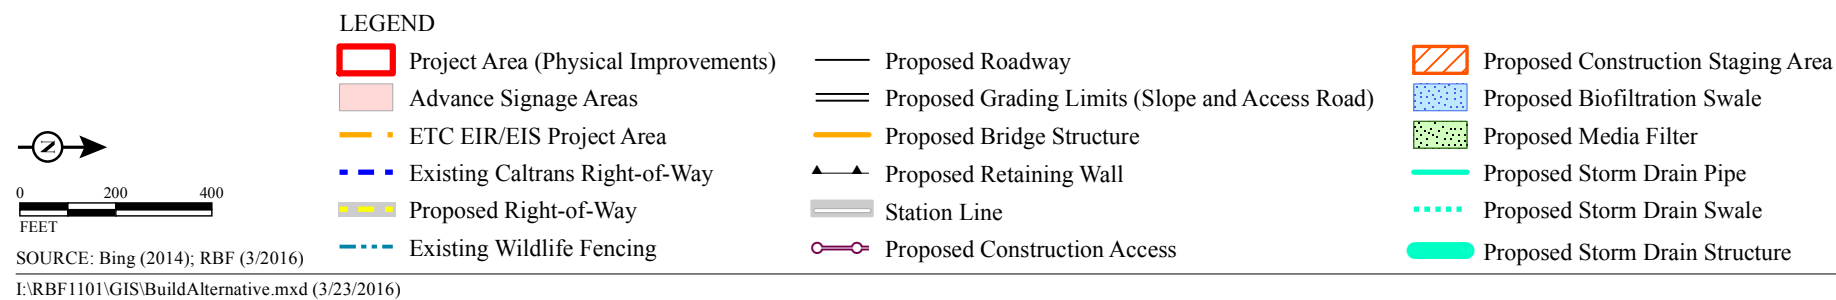 LEGEND
Project Area (Physical Improvements)
Advance Signage Areas
ETC EIR/EIS Project Area
Existing Caltrans Right-of-Way
Proposed Right-of-Way
Existing Wildlife Fencing
Proposed Roadway
Proposed Grading Limits (Slope and Access Road)
Proposed Bridge Structure
Proposed Retaining Wall
Station Line
Proposed Construction Access
Proposed Construction Staging Area
Proposed Biofiltration Swale
Proposed Media Filter
Proposed Storm Drain Pipe
Proposed Storm Drain Swale
Proposed Storm Drain Structure
N
0 200 400
FEET
SOURCE: Bing (2014); RBF (3/2016)
I:\RBF1101\GIS\BuildAlternative.mxd (3/23/2016)